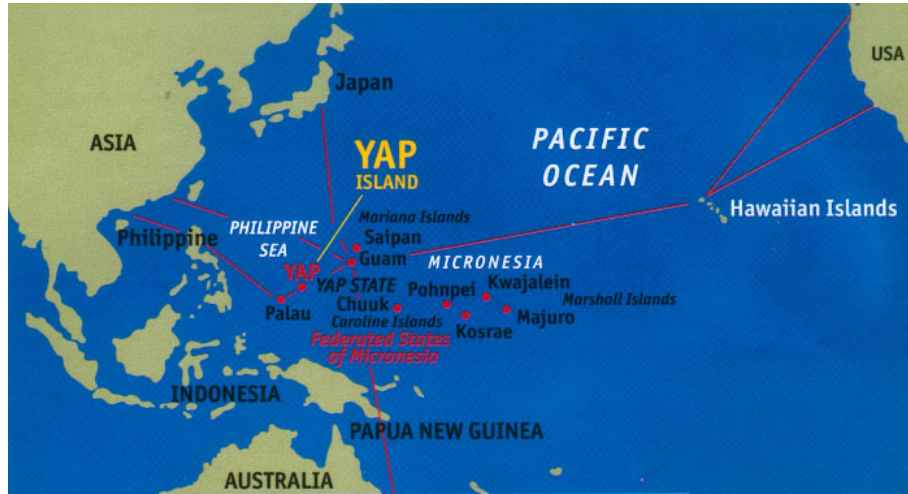 USA
Japan
ASIA
PACIFIC
OCEAN
YAP
ISLAND
Mariana Islands
Hawaiian Islands
PHILIPPINE
SEA
Philippine
Saipan
Guam
MICRONESIA
YAP
YAP STATE
Pohnpei
Kwajalein
Marshall Islands
Palau
Chuuk
Majuro
Caroline Islands
Kosrae
Federated States
of Micronesia
INDONESIA
PAPUA NEW GUINEA
AUSTRALIA